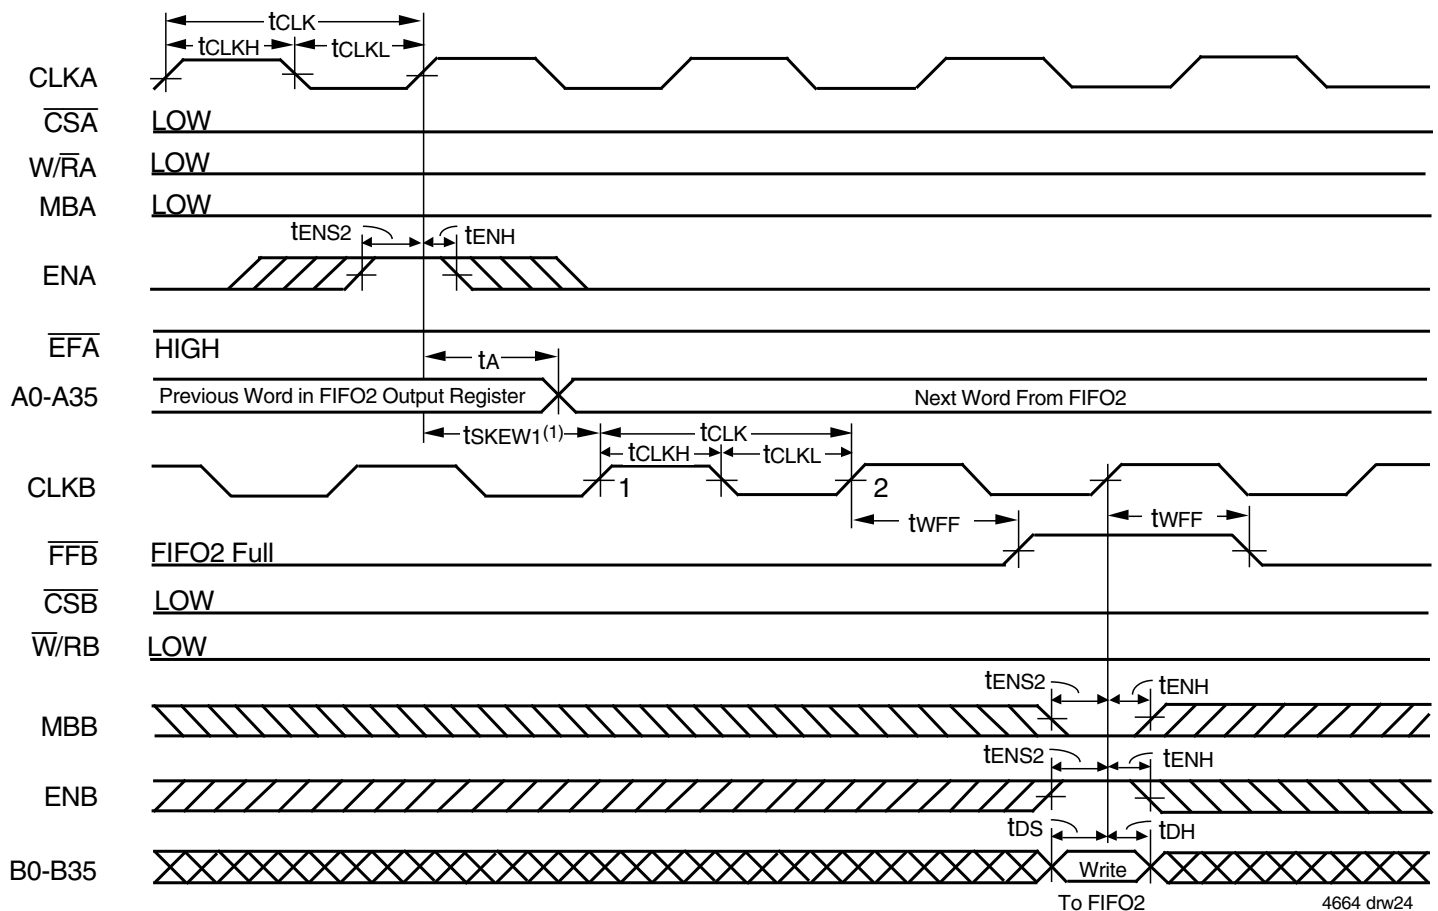 tCLK
tCLKH
tCLKL
CLKA
CSA
LOW
W/RA
LOW
MBA
LOW
tENS2
tENH
ENA
EFA
HIGH
tA
A0-A35
Previous Word in FIFO2 Output Register
Next Word From FIFO2
tSKEW1(1)
tCLK
tCLKH
tCLKL
CLKB
1
2
tWFF
tWFF
FFB
FIFO2 Full
CSB
LOW
W/RB
LOW
tENS2
tENH
MBB
tENS2
tENH
ENB
tDS
tDH
B0-B35
Write
To FIFO2
4664 drw24